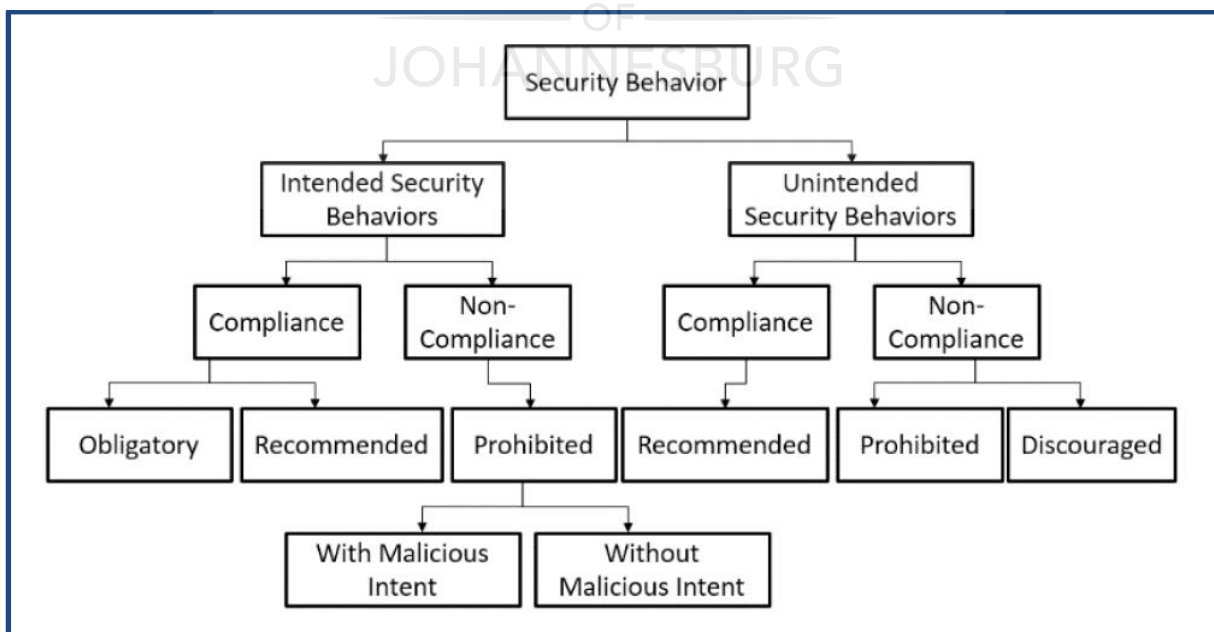 OF
JOHANNESBURG
Security Behavior
Intended Security
Behaviors
Unintended
Security Behaviors
Compliance
Non-
Compliance
Compliance
Non-
Compliance
Obligatory
Recommended
Prohibited
Recommended
Prohibited
Discouraged
With Malicious
Intent
Without
Malicious Intent